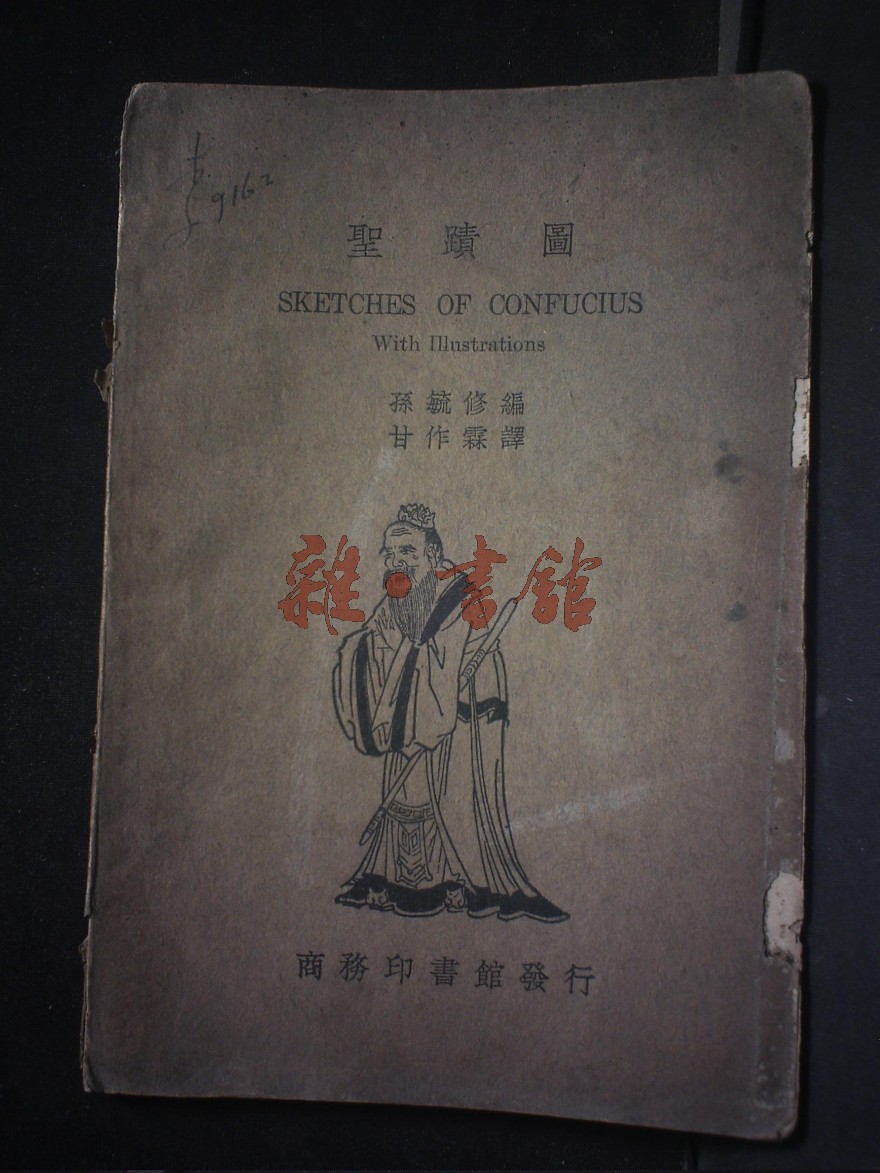 9162
聖蹟圖
SKETCHES OF CONFUCIUS
With Illustrations
孫毓修編
甘作霖譯
雜·書館
商務印書館發行